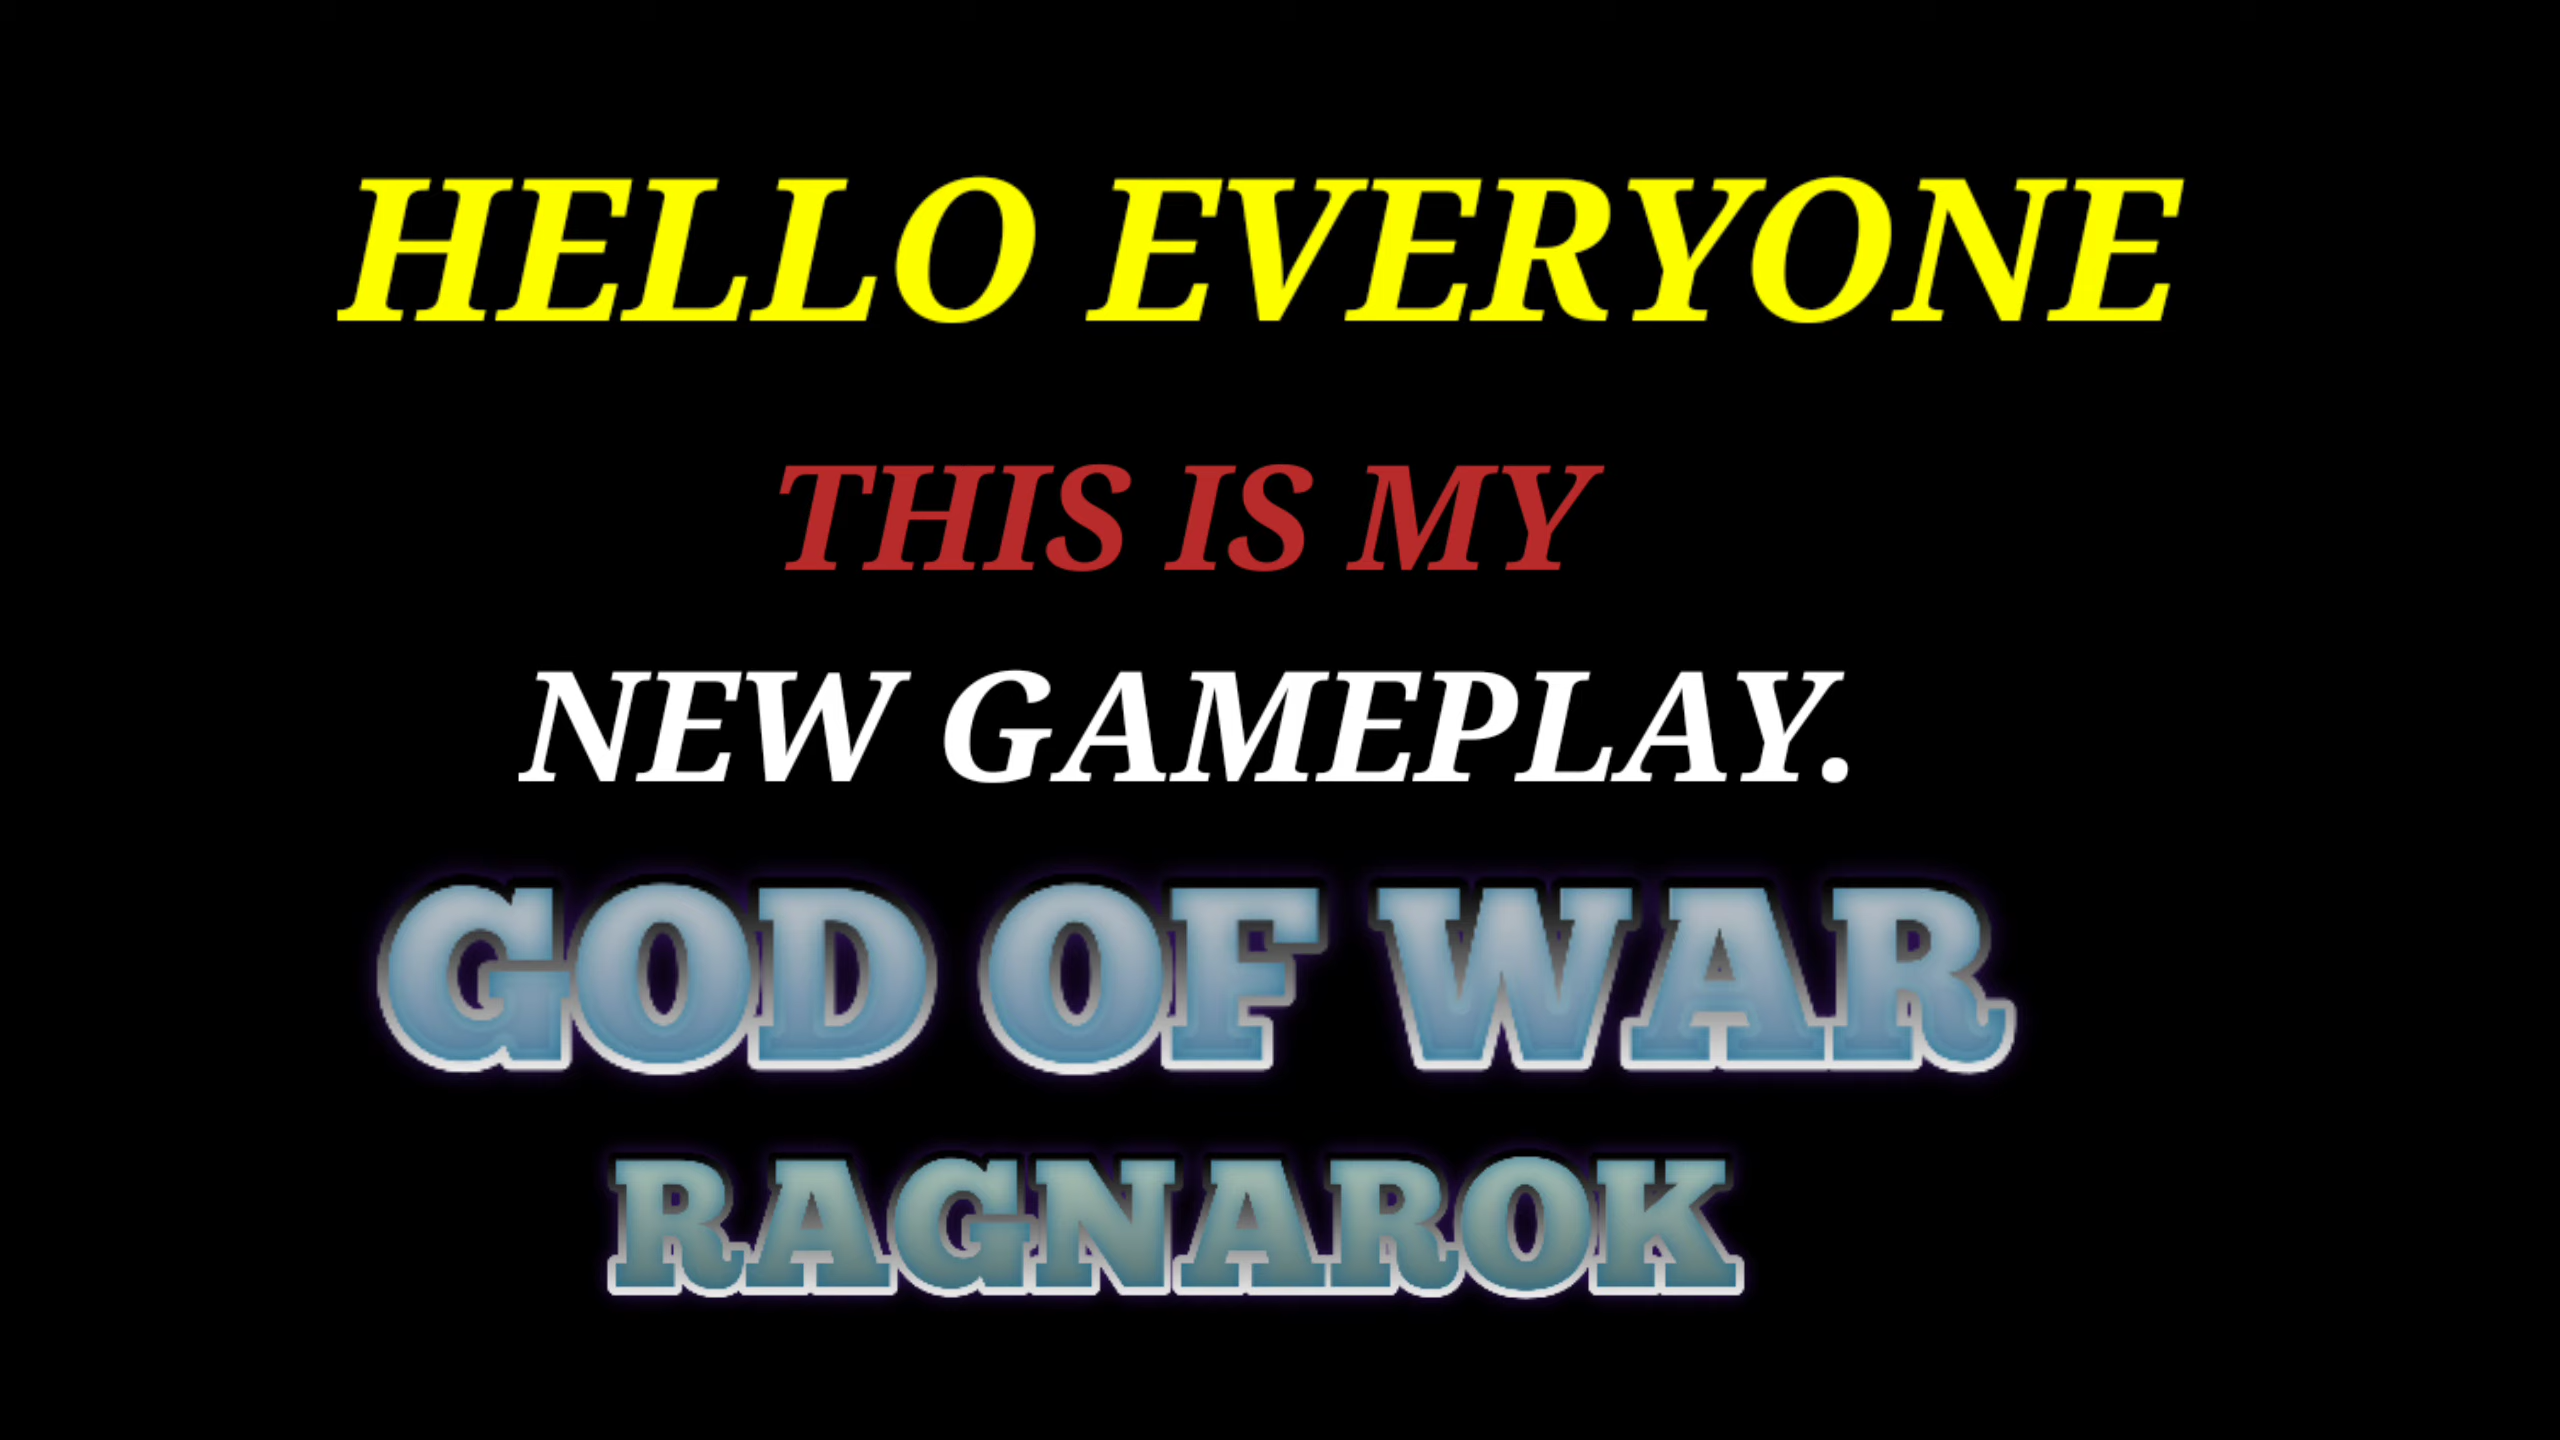 HELLO EVERYONE
THIS IS MY
NEW GAMEPLAY.
GOD OF WAR
RAGNAROK